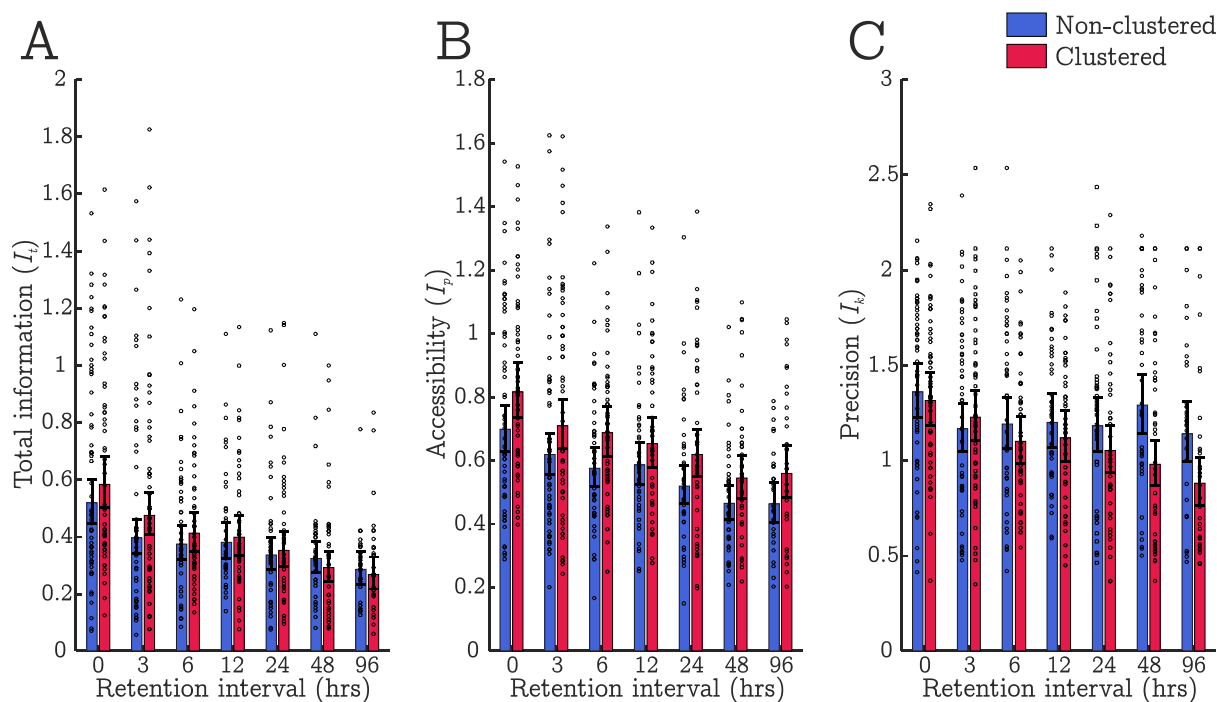 A
B
C
Non-clustered
Clustered
Total information (I_t)
2
1.8
1.6
1.4
1.2
1
0.8
0.6
0.4
0.2
0
0 3 6 12 24 48 96
Retention interval (hrs)
Accessibility (I_p)
1.8
1.6
1.4
1.2
1
0.8
0.6
0.4
0.2
0
0 3 6 12 24 48 96
Retention interval (hrs)
Precision (I_k)
3
2.5
2
1.5
1
0.5
0
0 3 6 12 24 48 96
Retention interval (hrs)